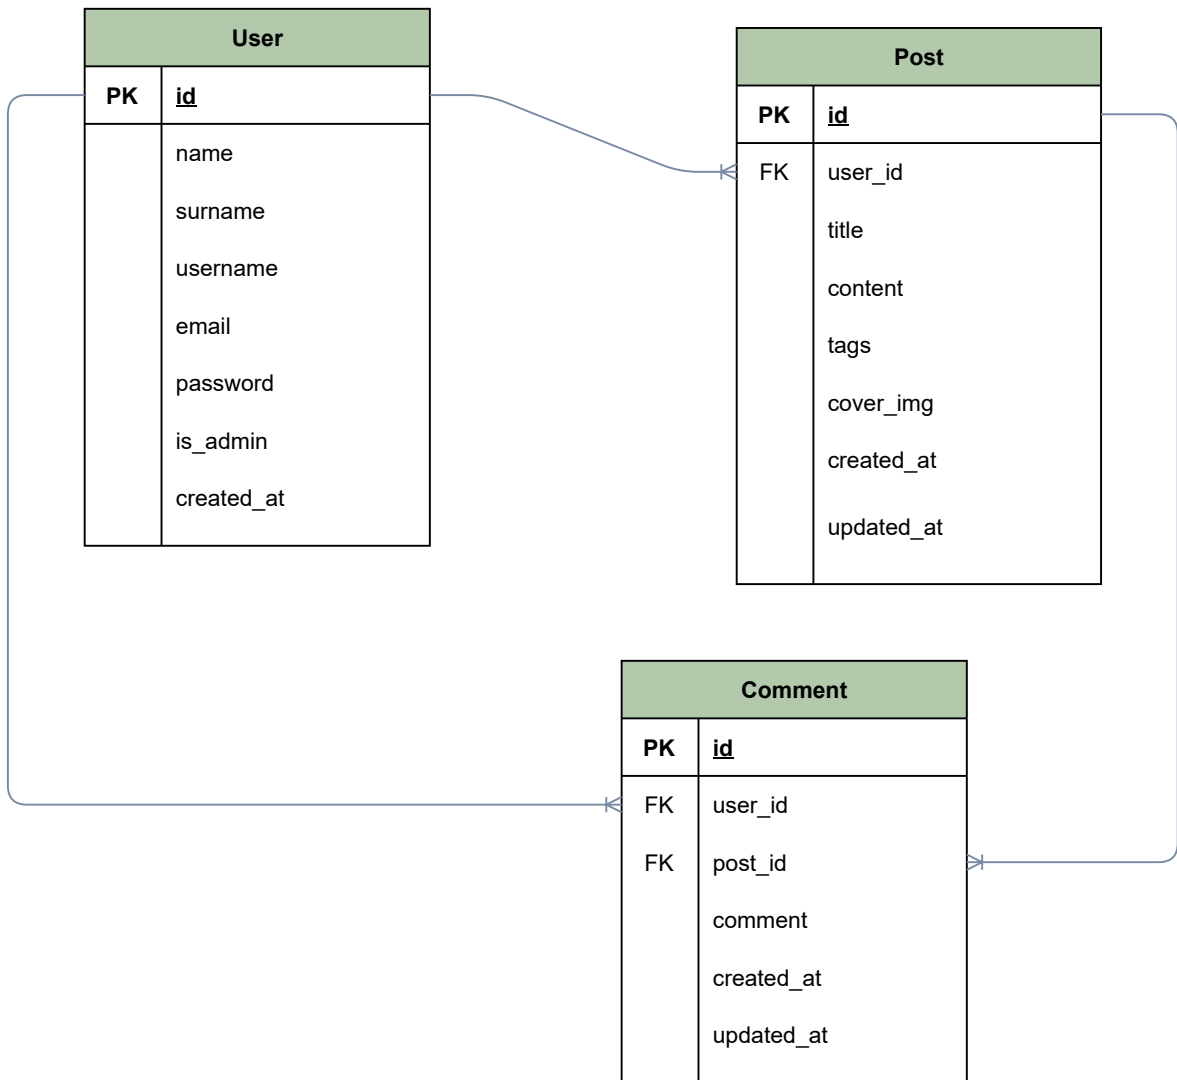 User
PK id
name
surname
username
email
password
is_admin
created_at
Post
PK id
FK user_id
title
content
tags
cover_img
created_at
updated_at
Comment
PK id
FK user_id
FK post_id
comment
created_at
updated_at